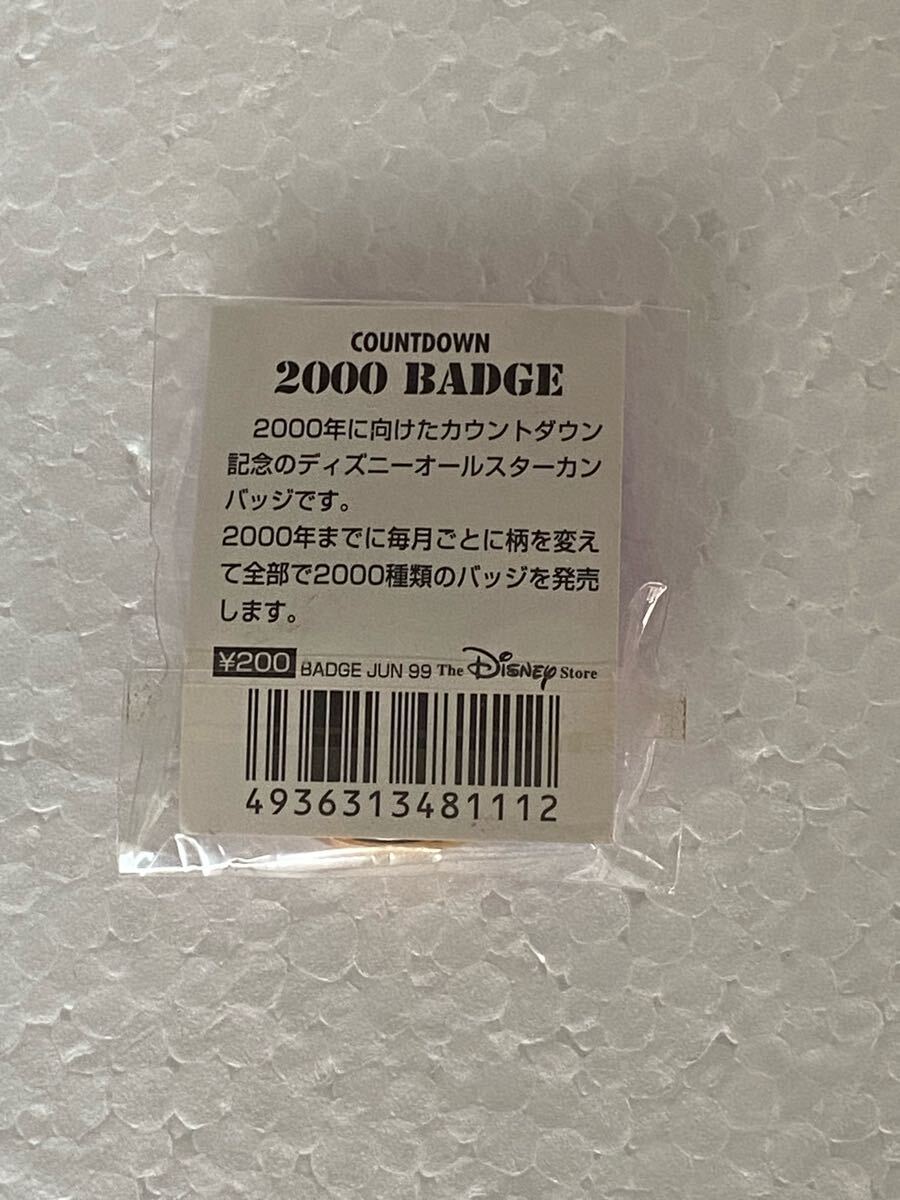 COUNTDOWN
2000 BADGE
2000年に向けたカウントダウン
記念のディズニーオールスターカン
バッジです。
2000年までに毎月ごとに柄を変え
て全部で2000種類のバッジを発売
します。
¥200 BADGE JUN 99 The Disney Store
4936313481112